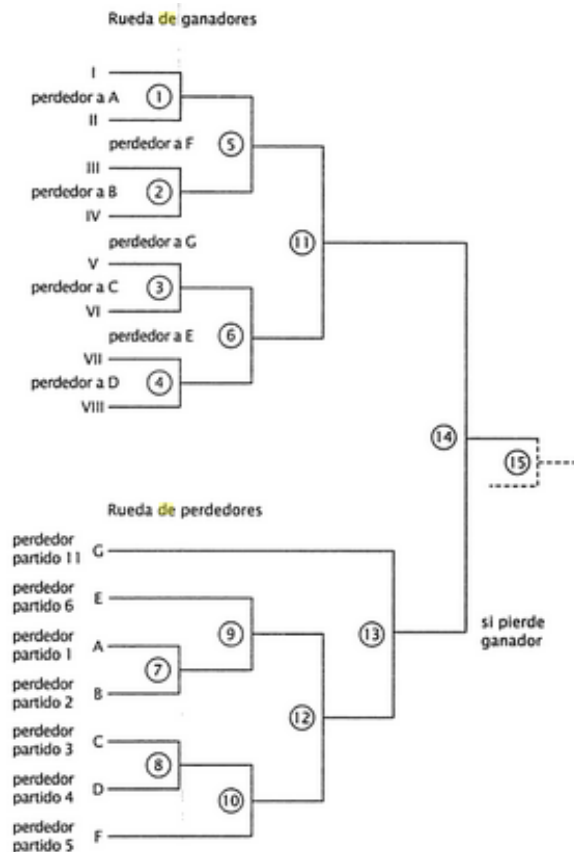 Rueda de ganadores
I
perdedor a A
1
II
perdedor a F
5
III
perdedor a B
2
IV
11
perdedor a G
V
perdedor a C
3
VI
perdedor a E
6
VII
perdedor a D
4
VIII
14
15
Rueda de perdedores
perdedor
partido 11 G
perdedor
partido 6 E
9
13
si pierde
ganador
perdedor
partido 1 A
7
perdedor
partido 2 B
12
perdedor
partido 3 C
8
perdedor
partido 4 D
10
perdedor
partido 5 F